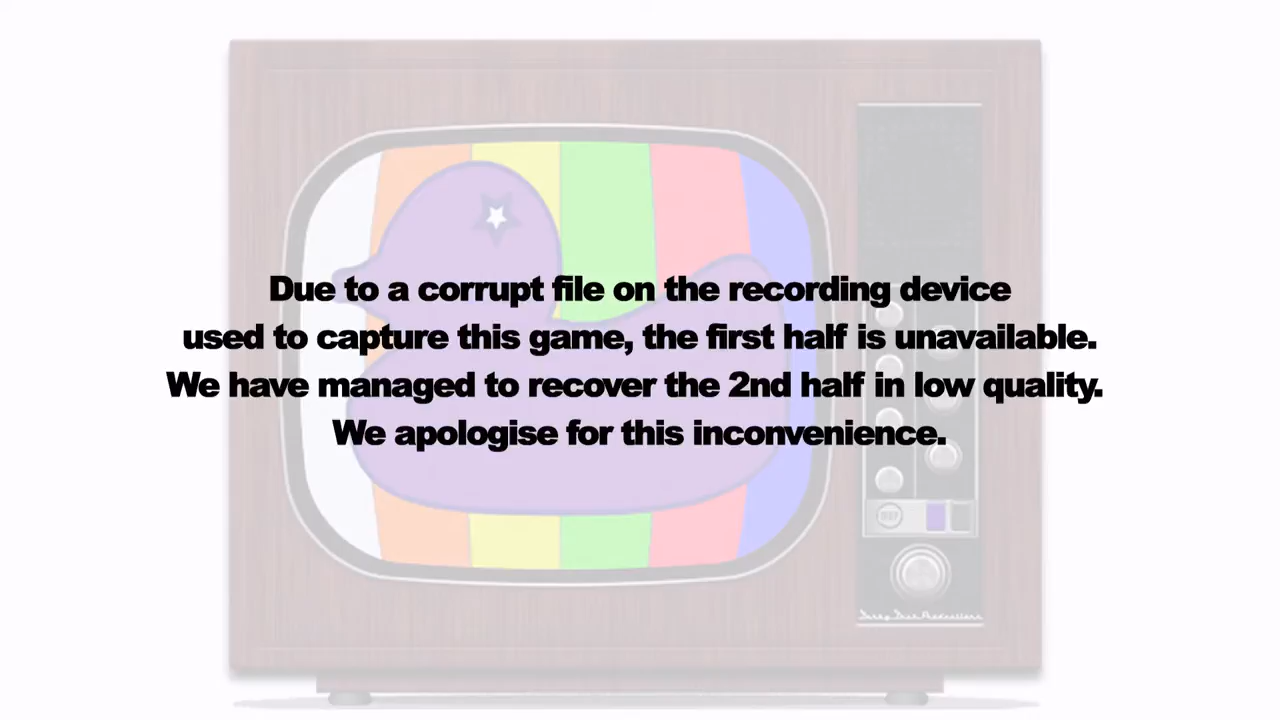 Due to a corrupt file on the recording device
used to capture this game, the first half is unavailable.
We have managed to recover the 2nd half in low quality.
We apologise for this inconvenience.